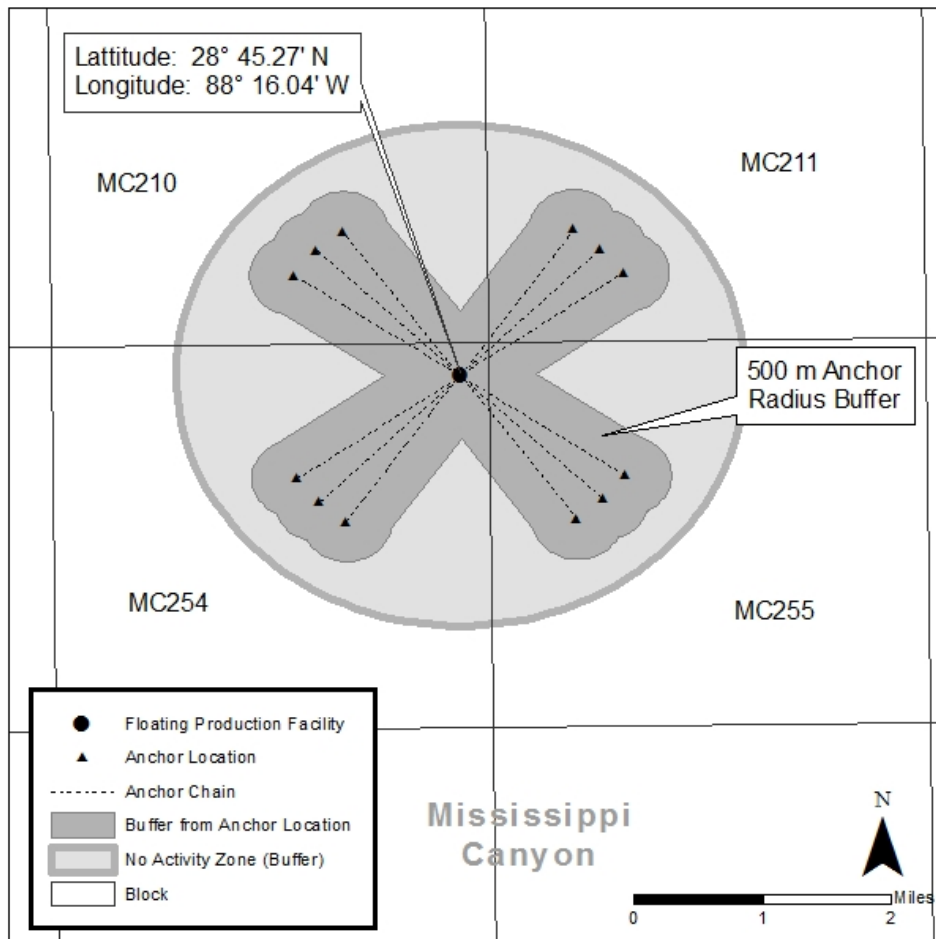 Lattitude:  28° 45.27' N
Longitude:  88° 16.04' W
MC210
MC211
500 m Anchor
Radius Buffer
MC254
MC255
Floating Production Facility
Anchor Location
Anchor Chain
Buffer from Anchor Location
No Activity Zone (Buffer)
Block
Mississippi
Canyon
N
Miles
0 1 2